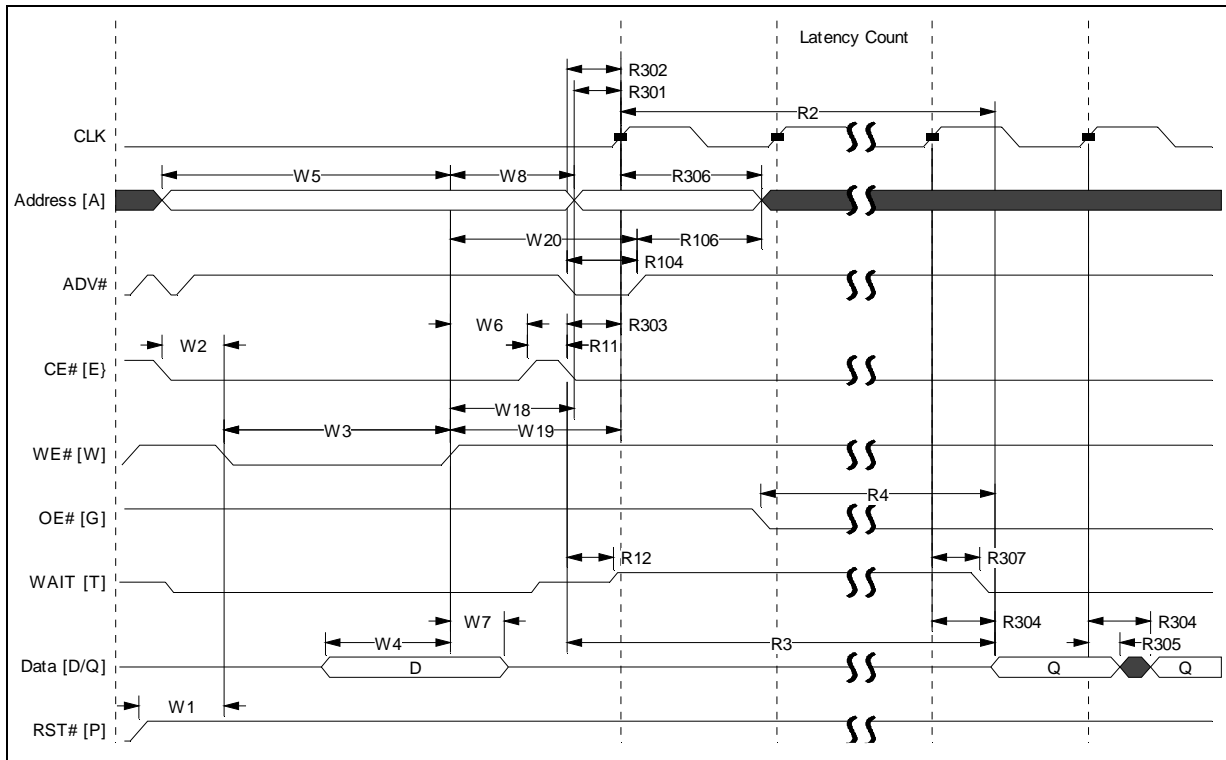 Latency Count
R302
R301
R2
CLK
W5
W8
R306
Address [A]
W20
R106
R104
ADV#
W6
R303
W2
R11
CE# [E}
W18
W3
W19
WE# [W]
R4
OE# [G]
R12
R307
WAIT [T]
W7
R304
R304
W4
R3
R305
Data [D/Q]
D
Q
Q
W1
RST# [P]